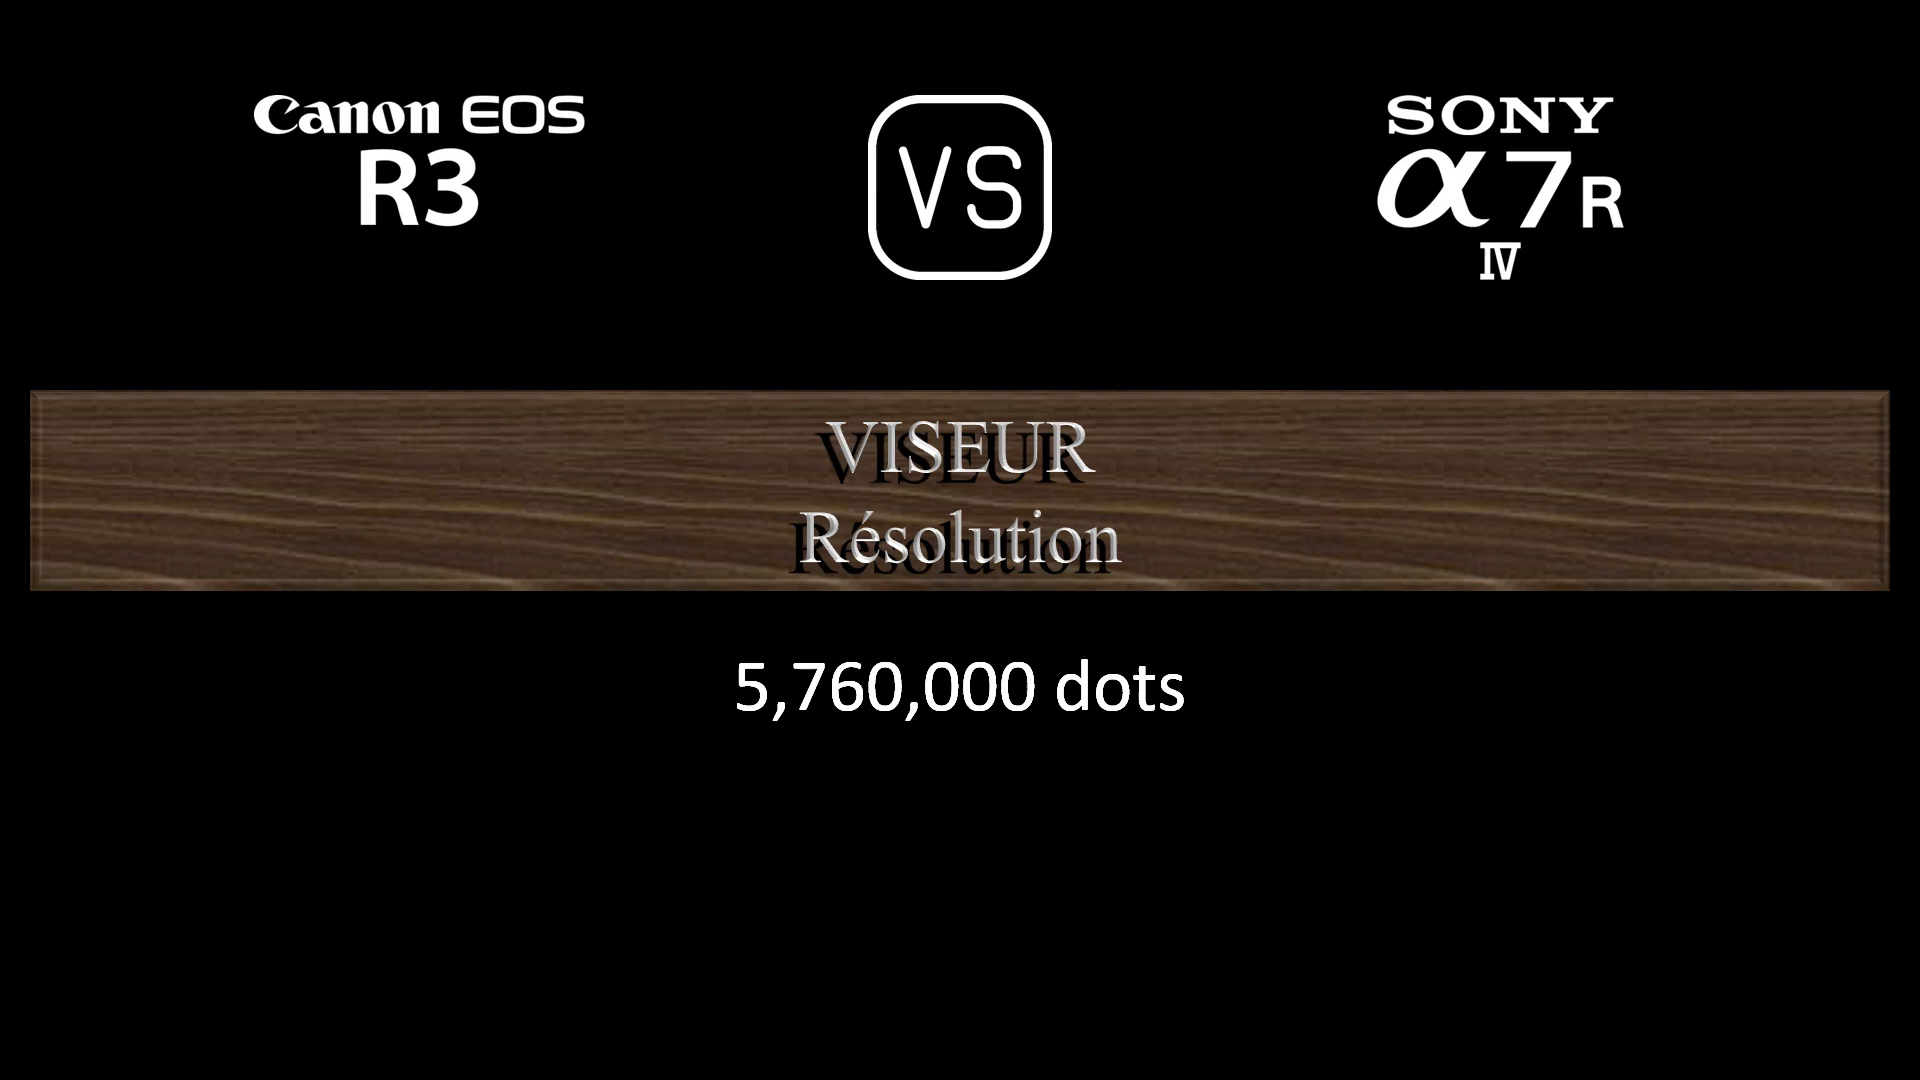 Canon EOS
R3
VS
SONY
α7R
IV
VISEUR
Résolution
5,760,000 dots